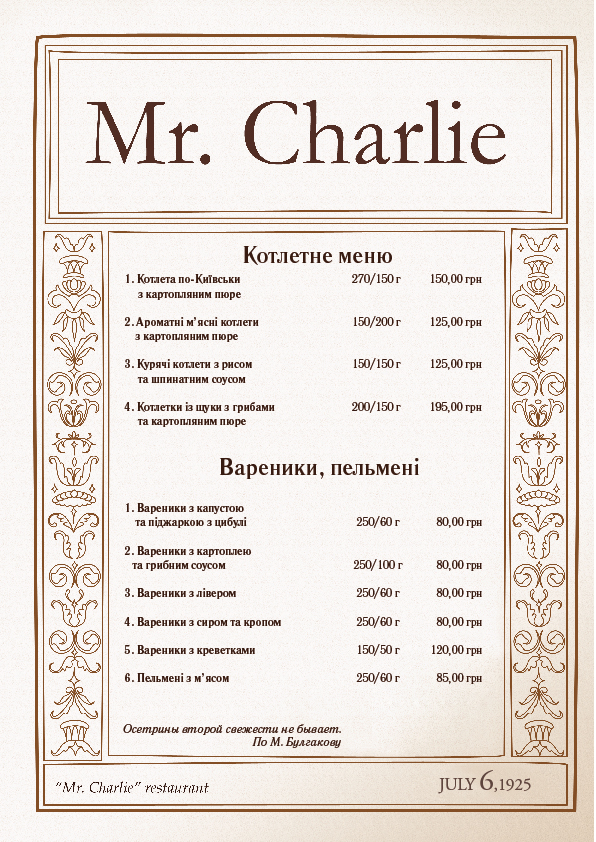 Mr. Charlie
Котлетне меню
1. Котлета по-Київськи 270/150 г 150,00 грн
з картопляним пюре
2. Ароматні м’ясні котлети 150/200 г 125,00 грн
з картопляним пюре
3. Курячі котлети з рисом 150/150 г 125,00 грн
та шпинатним соусом
4. Котлетки із щуки з грибами 200/150 г 195,00 грн
та картопляним пюре
Вареники, пельмені
1. Вареники з капустою
та піджаркою з цибулі 250/60 г 80,00 грн
2. Вареники з картоплею
та грибним соусом 250/100 г 80,00 грн
3. Вареники з лівером 250/60 г 80,00 грн
4. Вареники з сиром та кропом 250/60 г 80,00 грн
5. Вареники з креветками 150/50 г 120,00 грн
6. Пельмені з м’ясом 250/60 г 85,00 грн
Осетрины второй свежести не бывает.
По М. Булгакову
“Mr. Charlie” restaurant JULY 6,1925